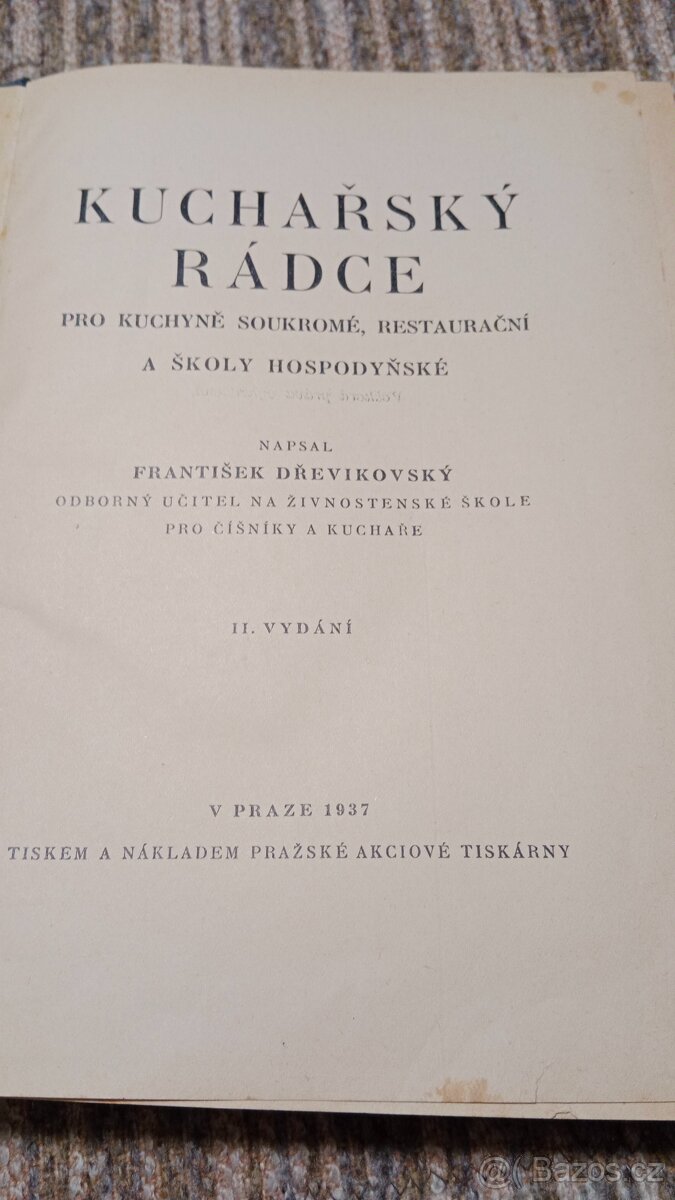 KUCHAŘSKÝ
RÁDCE
PRO KUCHYNĚ SOUKROMÉ, RESTAURAČNÍ
A ŠKOLY HOSPODYŇSKÉ
NAPSAL
FRANTIŠEK DŘEVIKOVSKÝ
ODBORNÝ UČITEL NA ŽIVNOSTENSKÉ ŠKOLE
PRO ČÍŠNÍKY A KUCHAŘE
II. VYDÁNÍ
V PRAZE 1937
TISKEM A NÁKLADEM PRAŽSKÉ AKCIOVÉ TISKÁRNY
Bazoš.cz